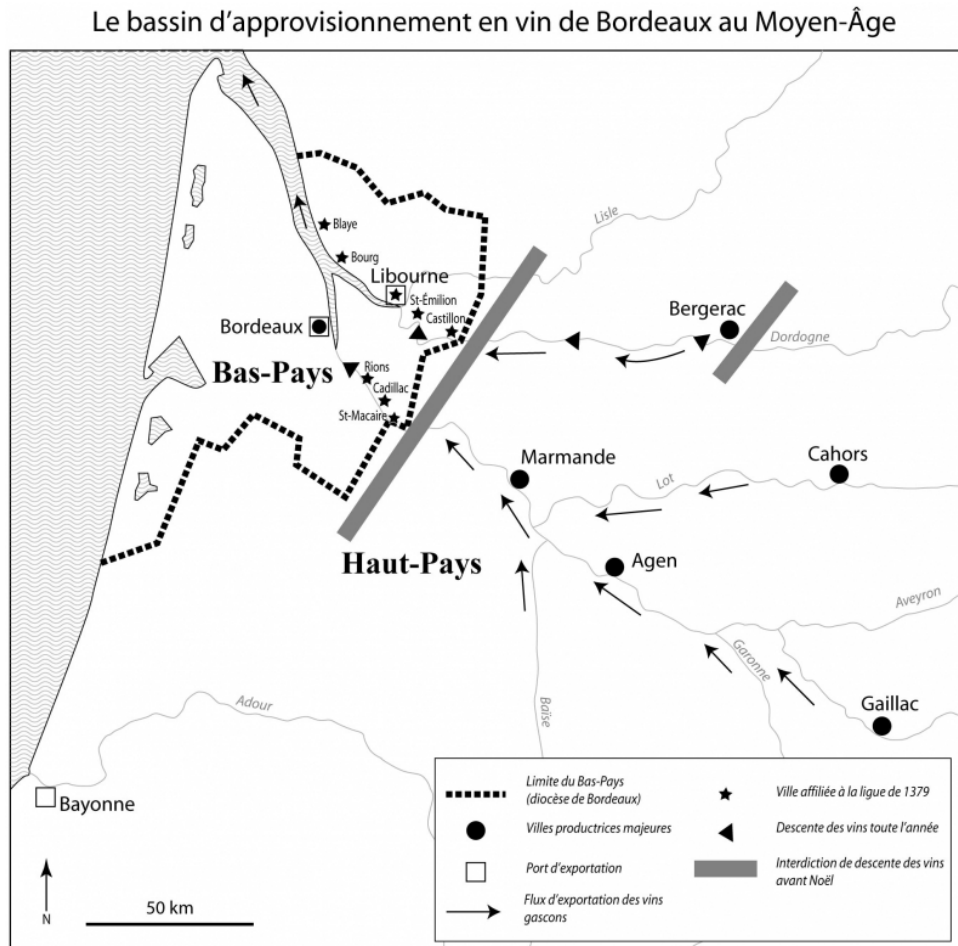 Le bassin d'approvisionnement en vin de Bordeaux au Moyen-Âge
Lisle
Blaye
Bourg
Libourne
St-Émilion
Castillon
Bergerac
Dordogne
Bordeaux
Bas-Pays
Rions
Cadillac
St-Macaire
Marmande
Cahors
Lot
Haut-Pays
Agen
Aveyron
Garonne
Baïse
Gaillac
Adour
Bayonne
Limite du Bas-Pays
(diocèse de Bordeaux)
Villes productrices majeures
Port d'exportation
Flux d'exportation des vins
gascons
Ville affiliée à la ligue de 1379
Descente des vins toute l'année
Interdiction de descente des vins
avant Noël
N
50 km